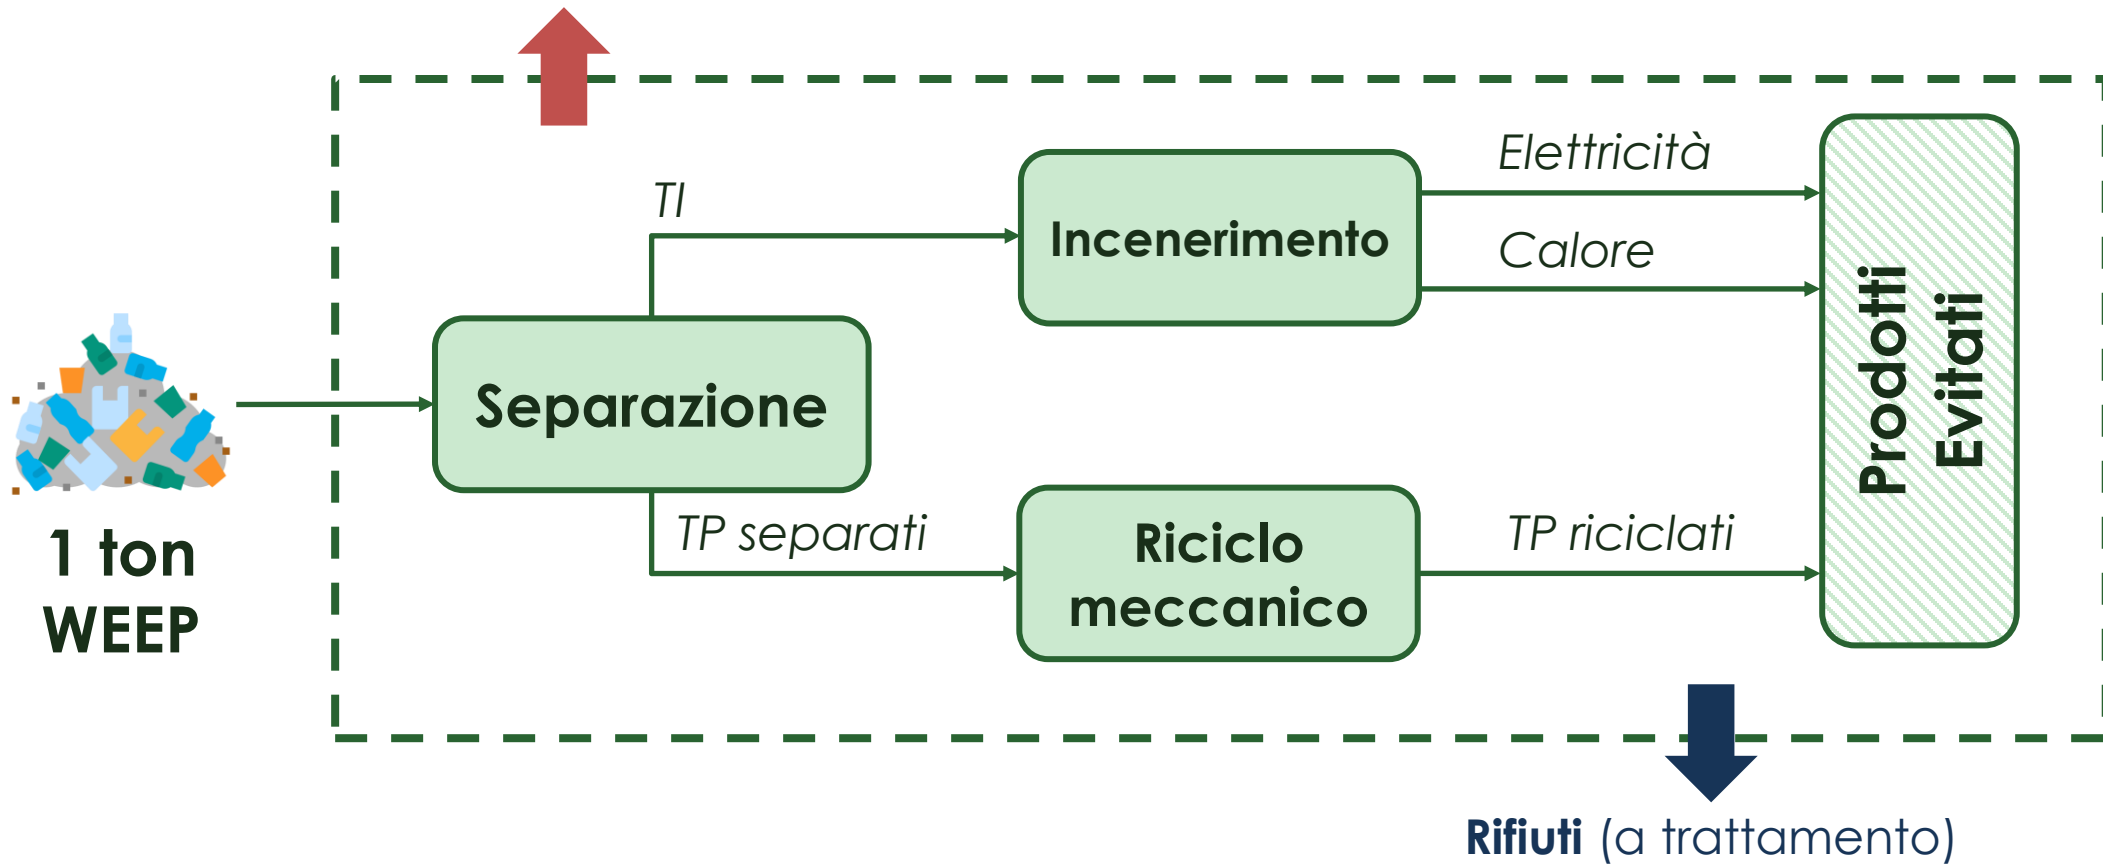 TI
Incenerimento
Elettricità
Calore
Separazione
1 ton
WEEP
TP separati
Riciclo
meccanico
TP riciclati
Prodotti
Evitati
Rifiuti (a trattamento)